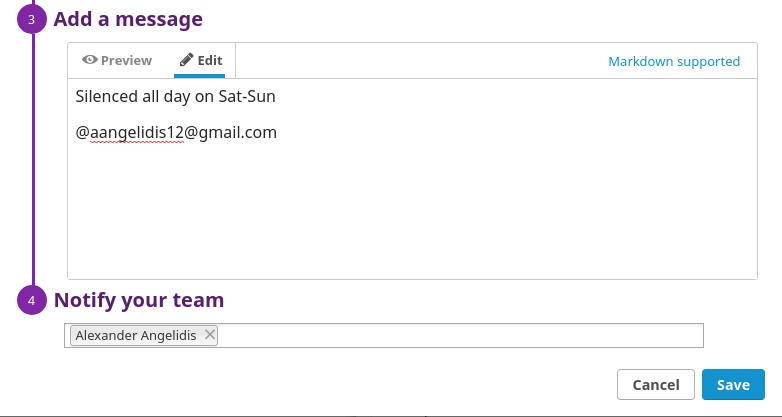 3 Add a message
Preview Edit Markdown supported
Silenced all day on Sat-Sun
@aangelidis12@gmail.com
4 Notify your team
Alexander Angelidis ×
Cancel Save